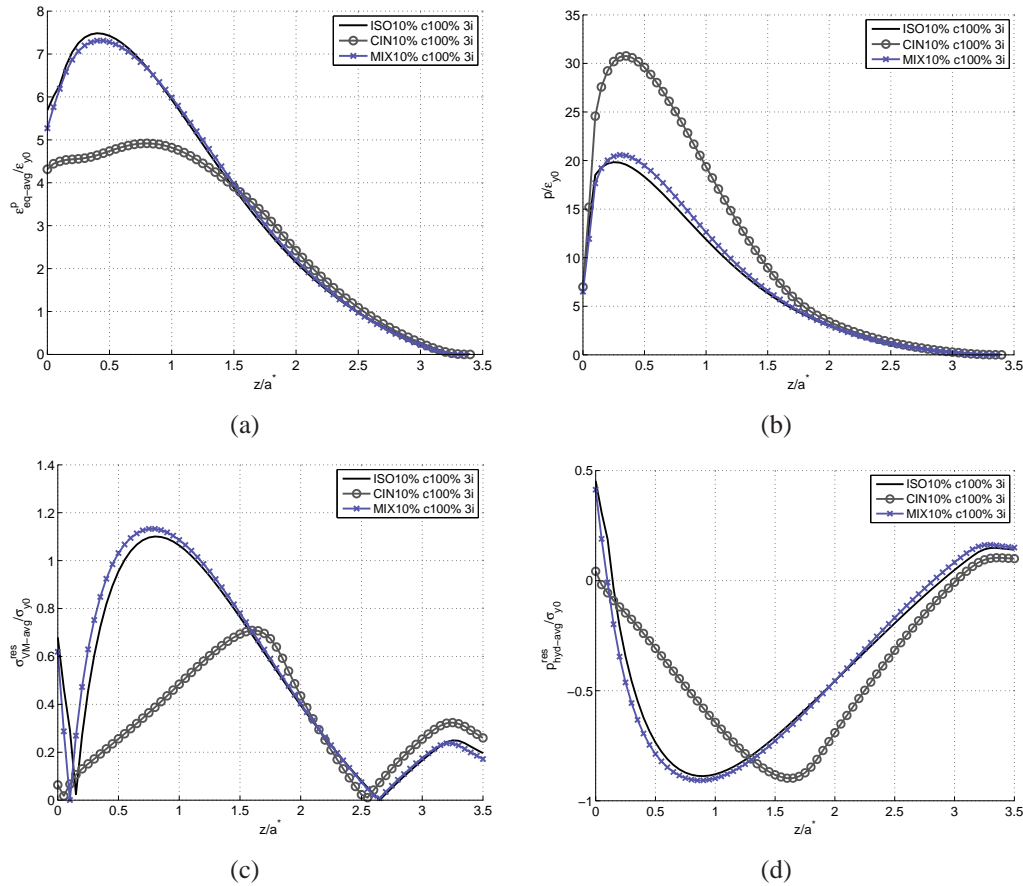 8
7
6
5
4
3
2
1
0
ε^p_eq−avg/ε_y0
0 0.5 1 1.5 2 2.5 3 3.5
z/a*
ISO10% c100% 3i
CIN10% c100% 3i
MIX10% c100% 3i
(a)
35
30
25
20
15
10
5
0
p/ε_y0
0 0.5 1 1.5 2 2.5 3 3.5
z/a*
ISO10% c100% 3i
CIN10% c100% 3i
MIX10% c100% 3i
(b)
1.4
1.2
1
0.8
0.6
0.4
0.2
0
σ^res_VM−avg/σ_y0
0 0.5 1 1.5 2 2.5 3 3.5
z/a*
ISO10% c100% 3i
CIN10% c100% 3i
MIX10% c100% 3i
(c)
0.5
0
−0.5
−1
p^res_hyd−avg/σ_y0
0 0.5 1 1.5 2 2.5 3 3.5
z/a*
ISO10% c100% 3i
CIN10% c100% 3i
MIX10% c100% 3i
(d)